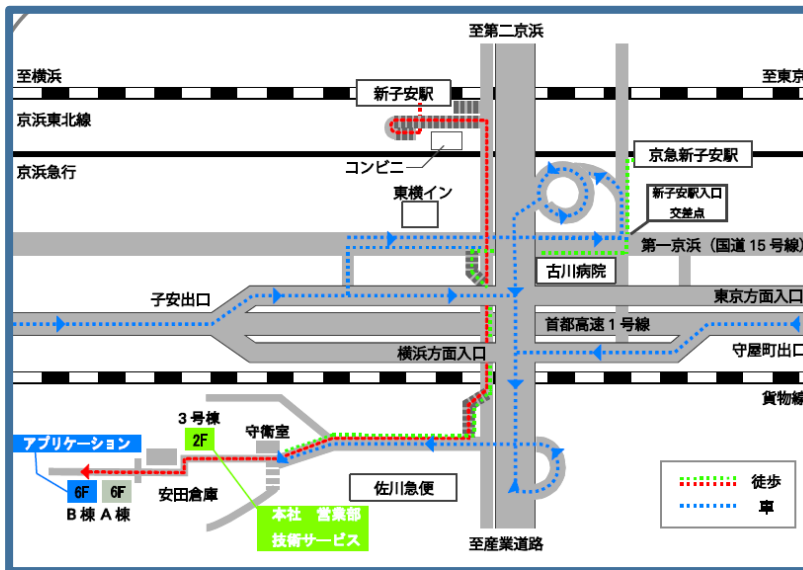 至第二京浜
至横浜
至東京
新子安駅
京浜東北線
コンビニ
京急新子安駅
京浜急行
東横イン
新子安駅入口
交差点
第一京浜（国道15号線）
古川病院
子安出口
東京方面入口
首都高速1号線
横浜方面入口
守屋町出口
貨物線
3号棟
守衛室
アプリケーション
2F
6F
6F
安田倉庫
B棟 A棟
佐川急便
徒歩
車
本社 営業部
技術サービス
至産業道路